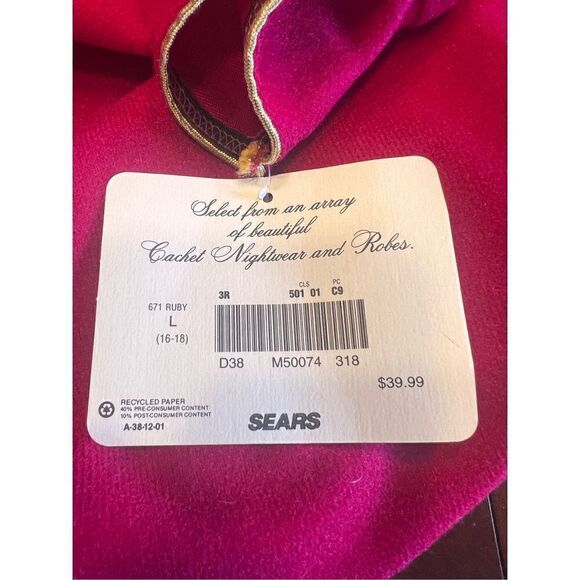 Select from an array
of beautiful
Cachet Nightwear and Robes.
CLS PC
3R 501 01 C9
671 RUBY
L
(16-18)
D38 M50074 318
$39.99
RECYCLED PAPER
40% PRE-CONSUMER CONTENT
10% POST-CONSUMER CONTENT
A-38-12-01
SEARS